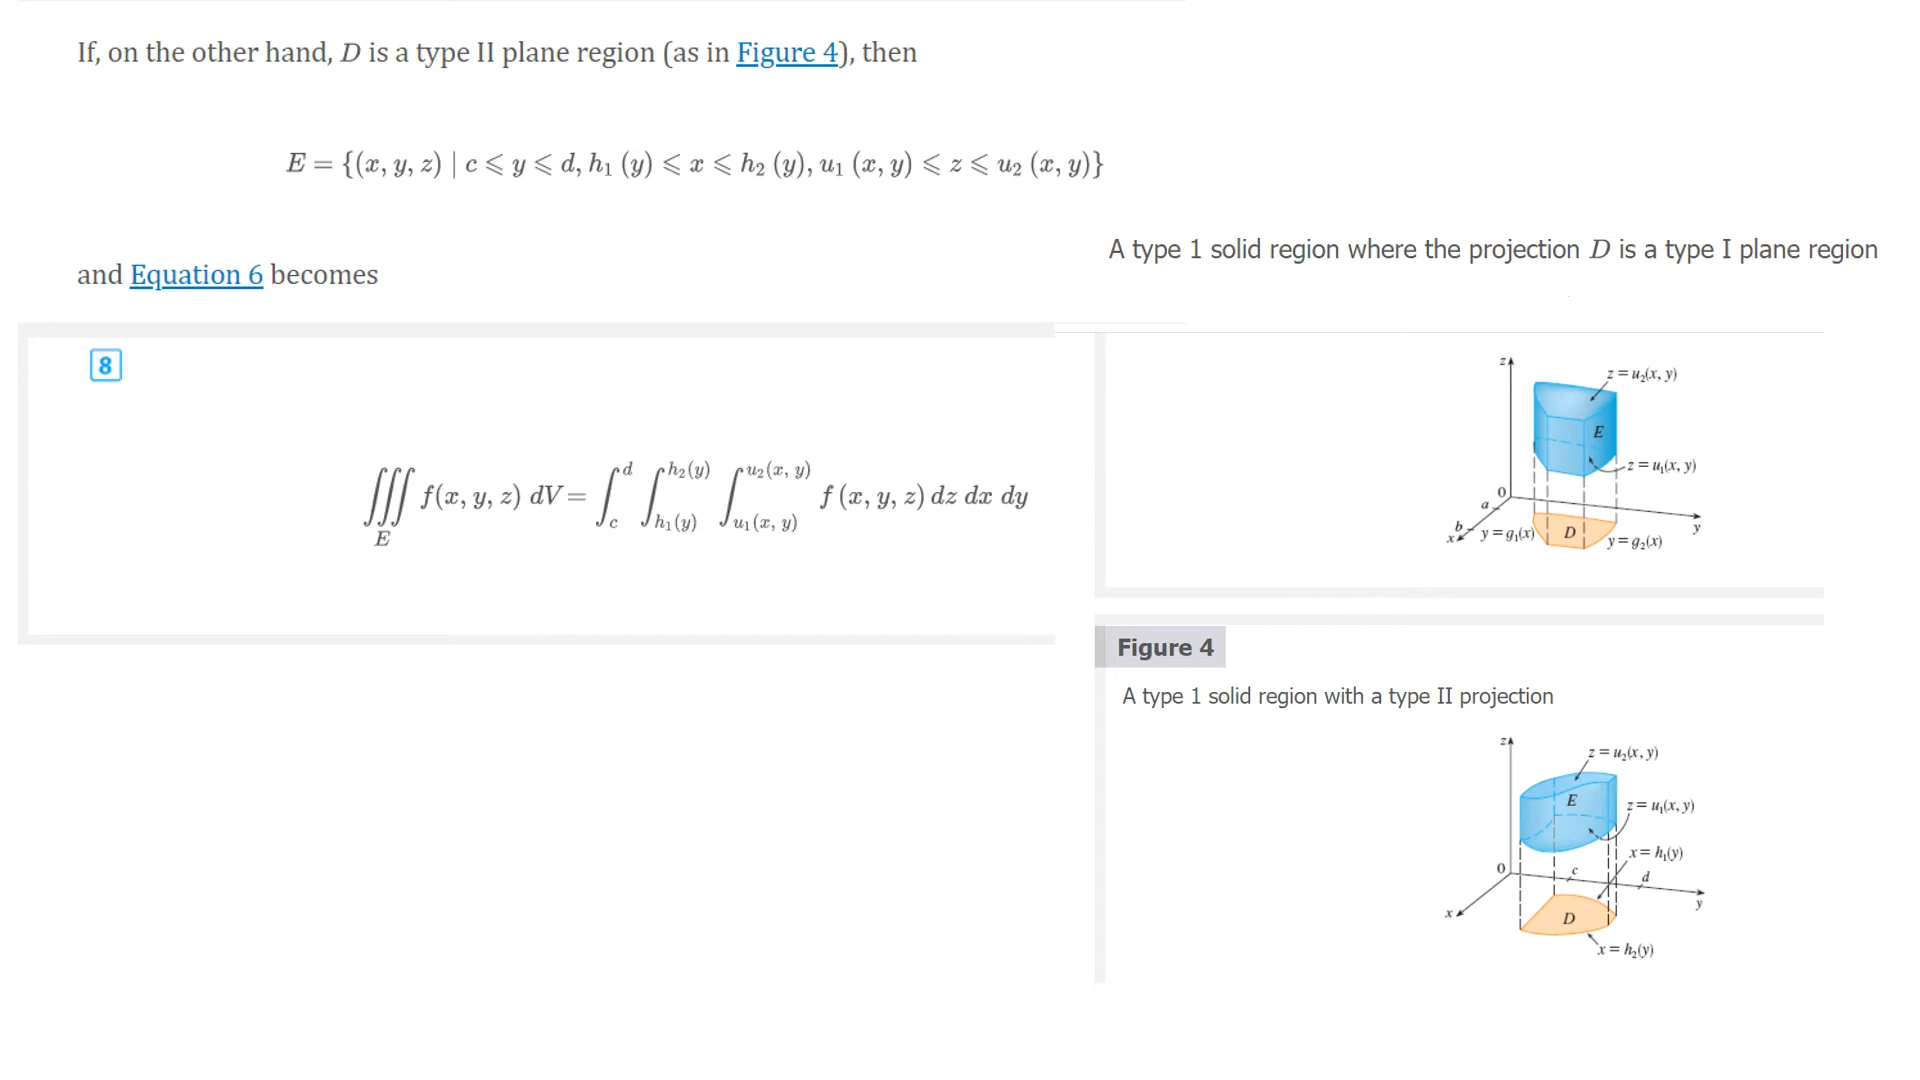 If, on the other hand, D is a type II plane region (as in Figure 4), then
E = {(x, y, z) | c ⩽ y ⩽ d, h₁ (y) ⩽ x ⩽ h₂ (y), u₁ (x, y) ⩽ z ⩽ u₂ (x, y)}
and Equation 6 becomes
8
∭_E f(x, y, z) dV = ∫_c^d ∫_{h₁(y)}^{h₂(y)} ∫_{u₁(x, y)}^{u₂(x, y)} f (x, y, z) dz dx dy
A type 1 solid region where the projection D is a type I plane region
z
z = u₂(x, y)
E
z = u₁(x, y)
0
a
b
x
y = g₁(x)
D
y = g₂(x)
y
Figure 4
A type 1 solid region with a type II projection
z
z = u₂(x, y)
E
z = u₁(x, y)
x = h₁(y)
0
c
d
x
y
D
x = h₂(y)